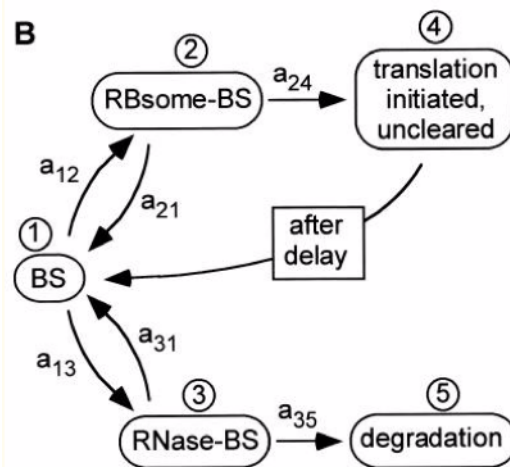 B
②
④
RBsome-BS
a24
translation
initiated,
uncleared
a12
a21
①
after
delay
BS
a13
a31
③
⑤
RNase-BS
a35
degradation